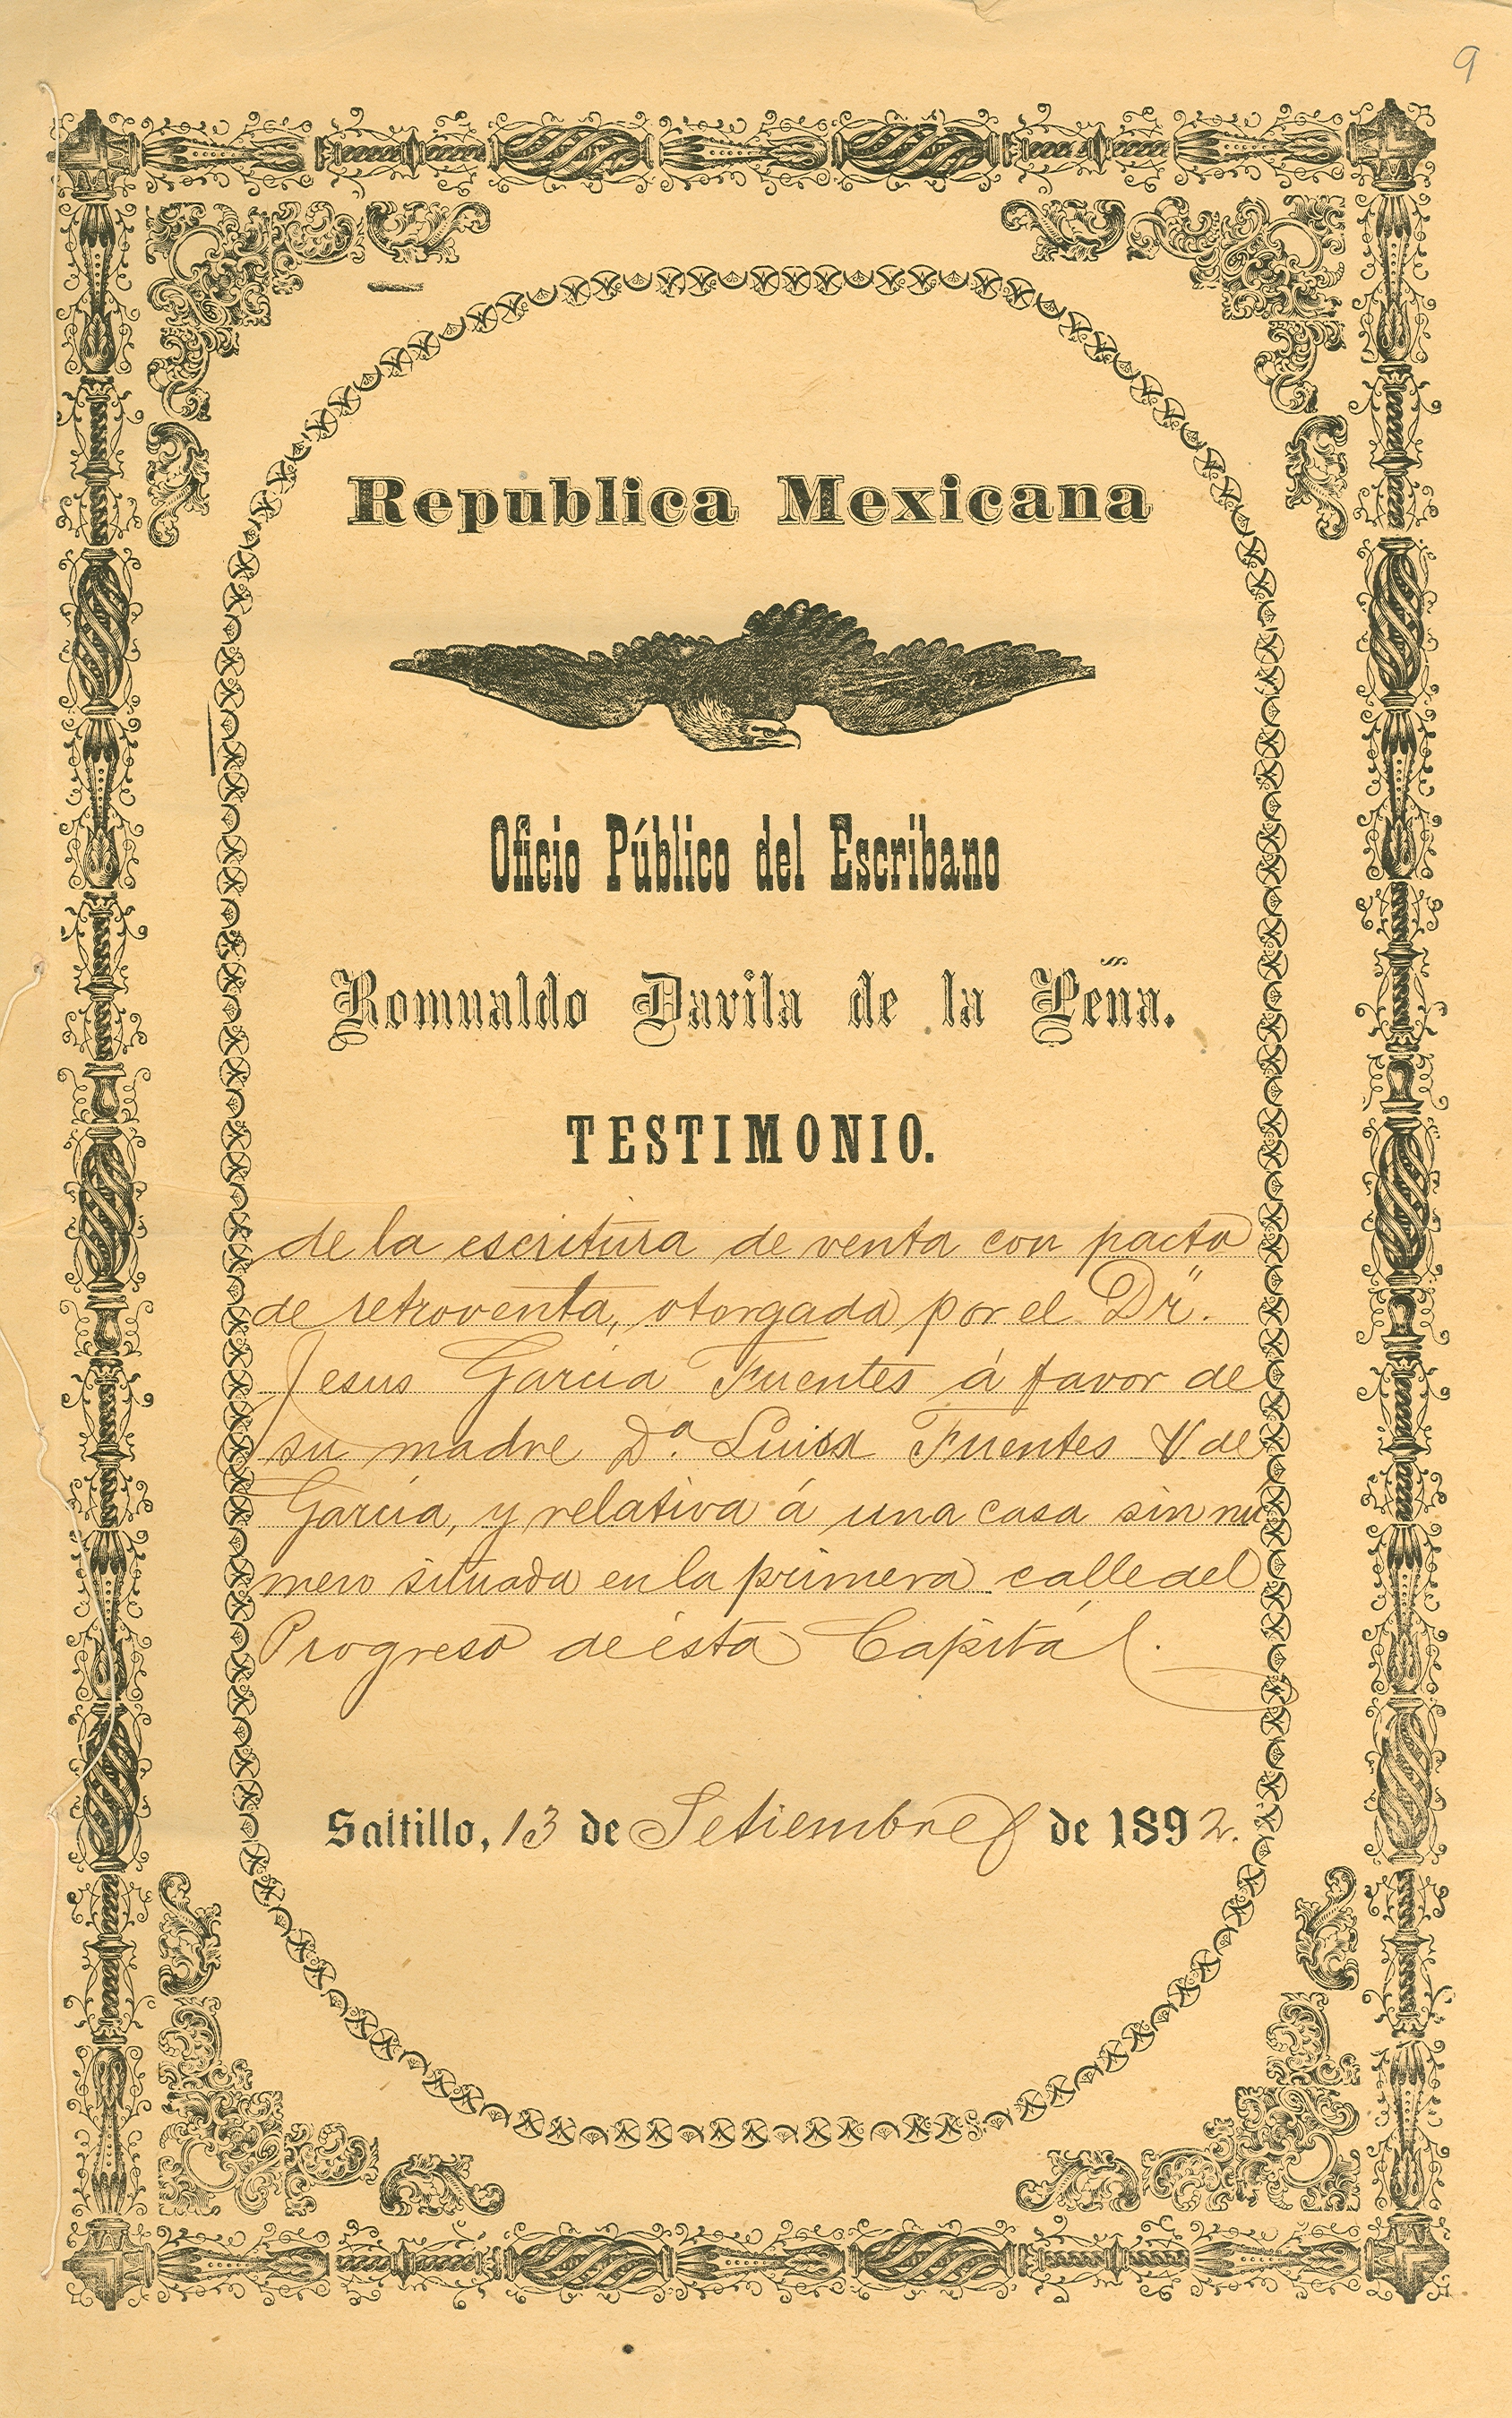 9
Republica Mexicana
Oficio Público del Escribano
Romualdo Davila de la Peña.
TESTIMONIO.
de la escritura de venta con pacto
de retroventa, otorgada por el Dr.
Jesus Garcia Fuentes á favor de
su madre Dª. Luisa Fuentes V. de
Garcia, y relativa á una casa sin nú
mero situada en la primera calle del
Progreso de ésta Capitál.
Saltillo, 13 de Setiembre de 1892.